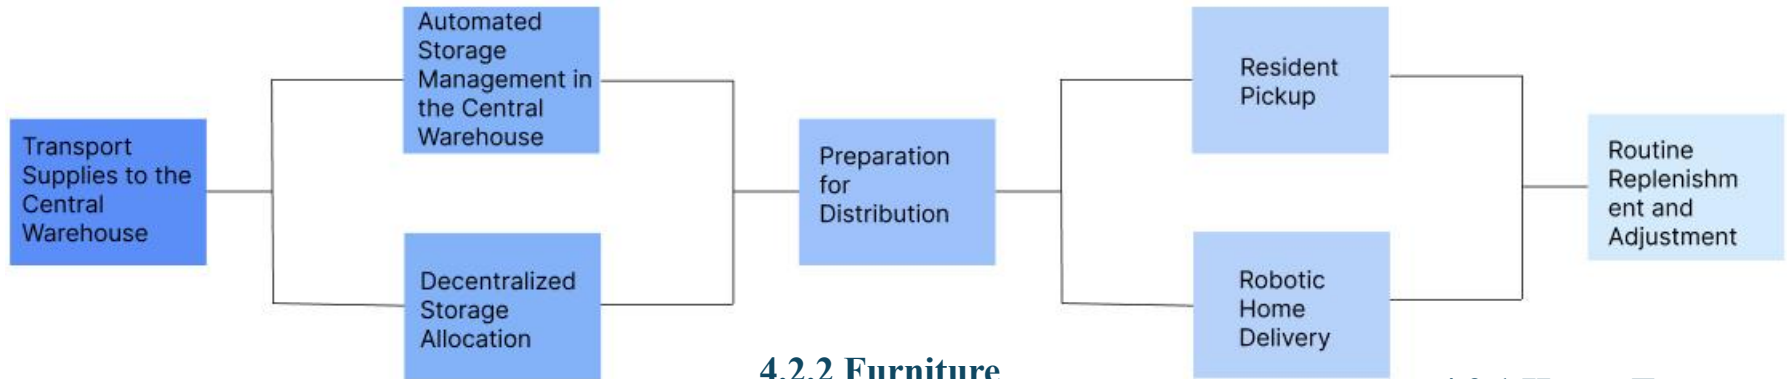 Transport
Supplies to the
Central
Warehouse
Automated
Storage
Management in
the Central
Warehouse
Decentralized
Storage
Allocation
Preparation
for
Distribution
Resident
Pickup
Robotic
Home
Delivery
Routine
Replenishm
ent and
Adjustment
4.2.2 Furniture